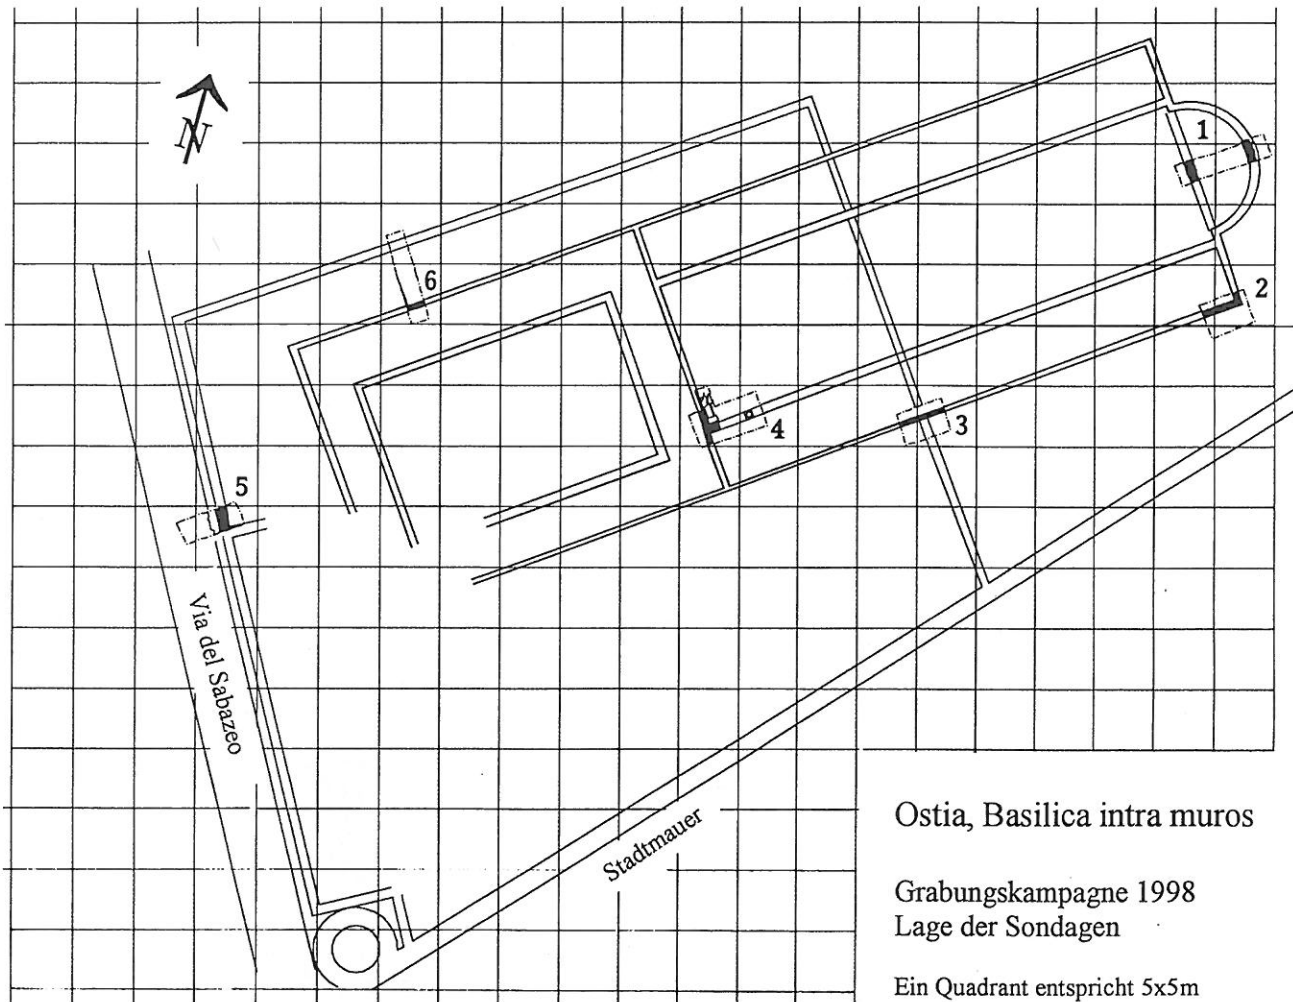 N
1
6
2
4
3
5
Via del Sabazeo
Stadtmauer
Ostia, Basilica intra muros
Grabungskampagne 1998
Lage der Sondagen
Ein Quadrant entspricht 5x5m